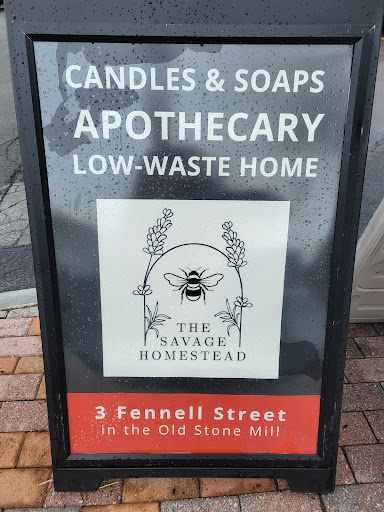 CANDLES & SOAPS
APOTHECARY
LOW-WASTE HOME
THE
SAVAGE
HOMESTEAD
3 Fennell Street
in the Old Stone Mill